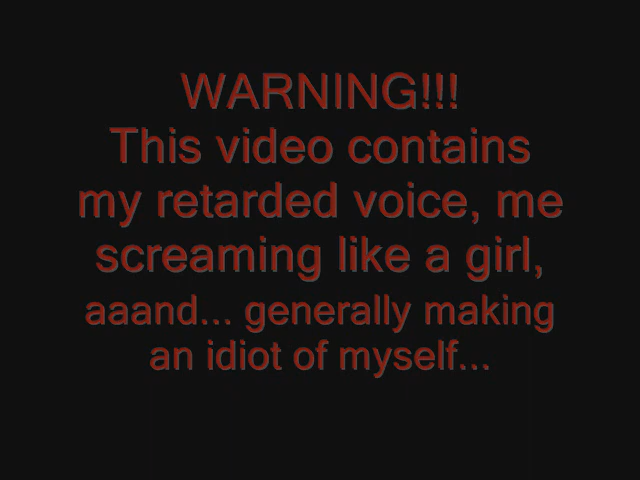 WARNING!!!
This video contains
my retarded voice, me
screaming like a girl,
aaand... generally making
an idiot of myself...